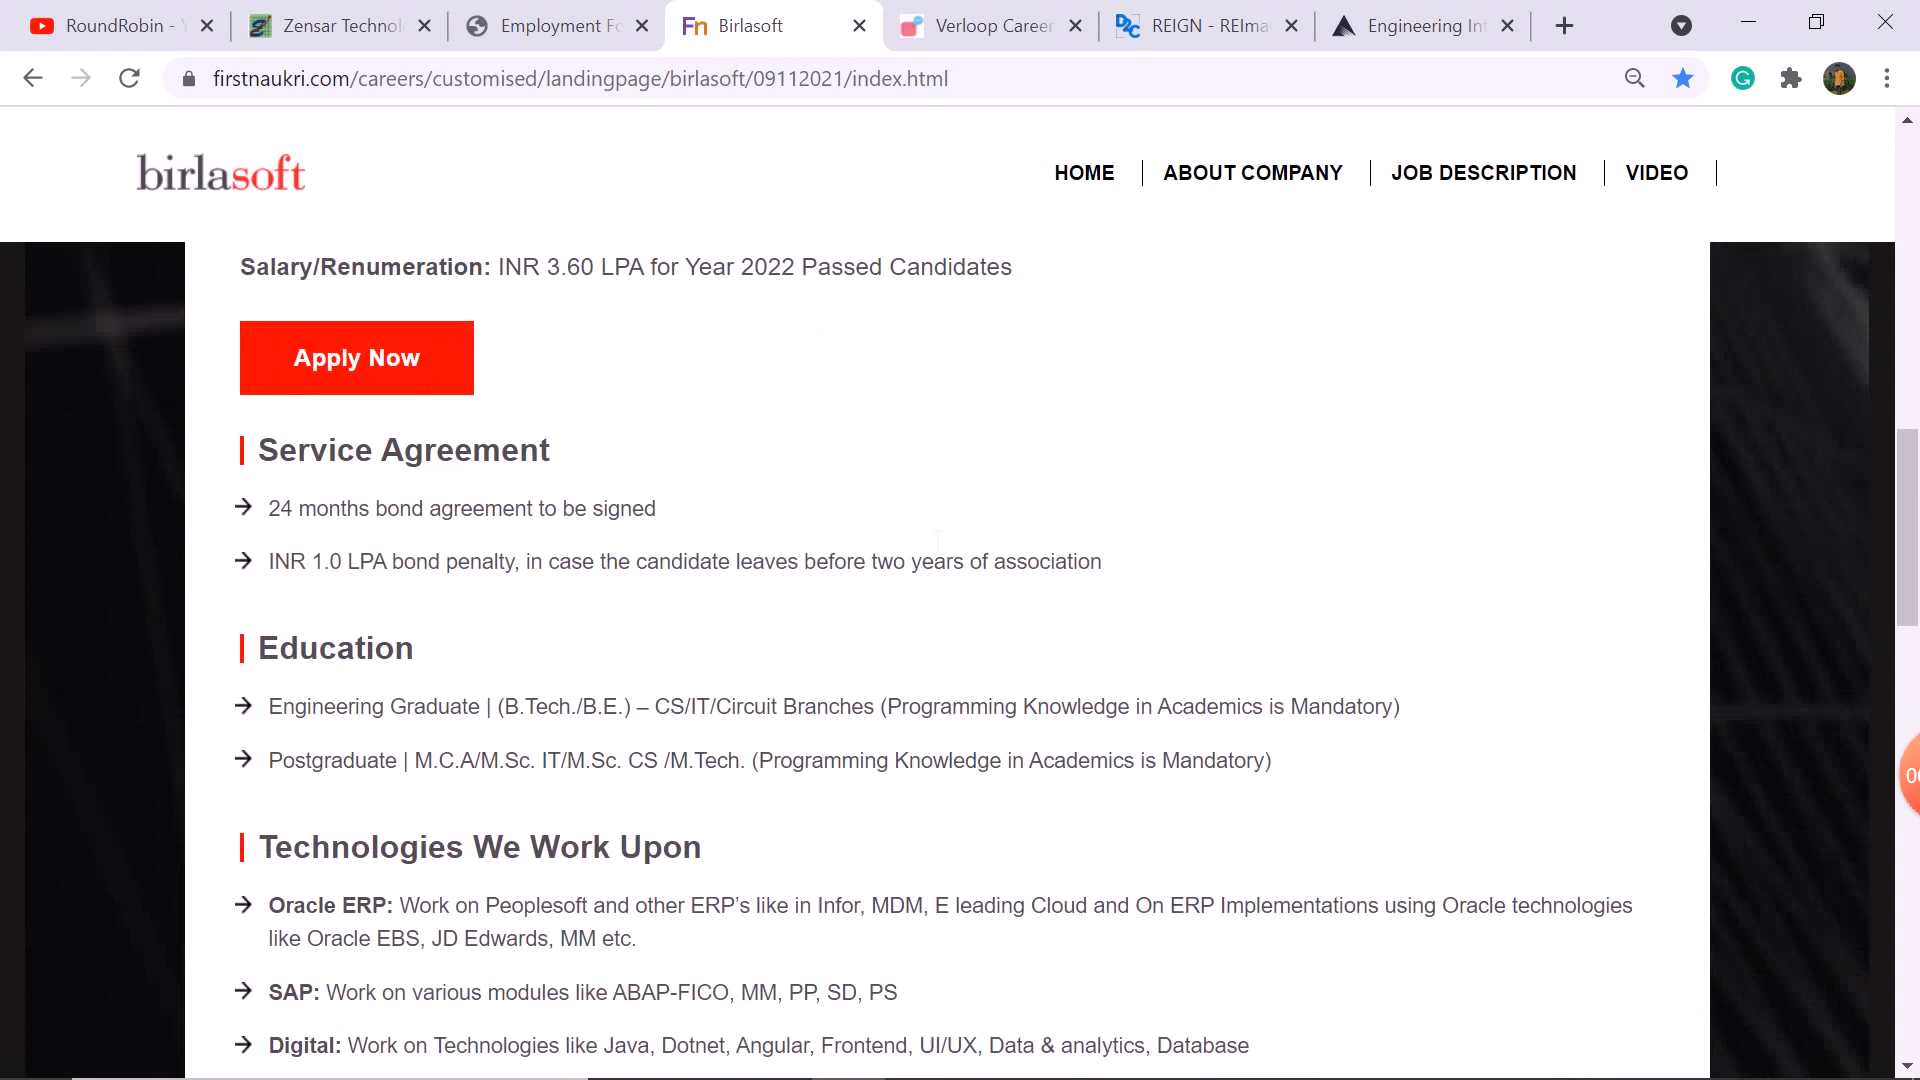 RoundRobin - Y
Zensar Technol
Employment Fo
Fn Birlasoft
Verloop Career
REIGN - REIma
Engineering Int
firstnaukri.com/careers/customised/landingpage/birlasoft/09112021/index.html
birlasoft
HOME
ABOUT COMPANY
JOB DESCRIPTION
VIDEO
Salary/Renumeration: INR 3.60 LPA for Year 2022 Passed Candidates
Apply Now
Service Agreement
→ 24 months bond agreement to be signed
→ INR 1.0 LPA bond penalty, in case the candidate leaves before two years of association
Education
→ Engineering Graduate | (B.Tech./B.E.) – CS/IT/Circuit Branches (Programming Knowledge in Academics is Mandatory)
→ Postgraduate | M.C.A/M.Sc. IT/M.Sc. CS /M.Tech. (Programming Knowledge in Academics is Mandatory)
Technologies We Work Upon
→ Oracle ERP: Work on Peoplesoft and other ERP’s like in Infor, MDM, E leading Cloud and On ERP Implementations using Oracle technologies
like Oracle EBS, JD Edwards, MM etc.
→ SAP: Work on various modules like ABAP-FICO, MM, PP, SD, PS
→ Digital: Work on Technologies like Java, Dotnet, Angular, Frontend, UI/UX, Data & analytics, Database